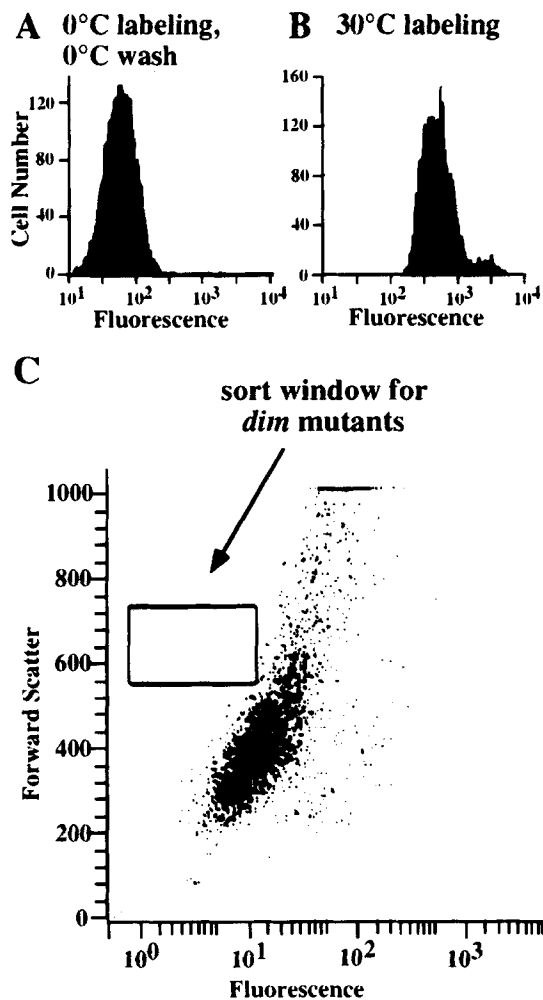 A 0°C labeling,
0°C wash
B 30°C labeling
Cell Number
120
80
40
0
10¹ 10² 10³ 10⁴
Fluorescence
160
120
80
40
0
10¹ 10² 10³ 10⁴
Fluorescence
C
sort window for
dim mutants
Forward Scatter
1000
800
600
400
200
0
10⁰ 10¹ 10² 10³
Fluorescence